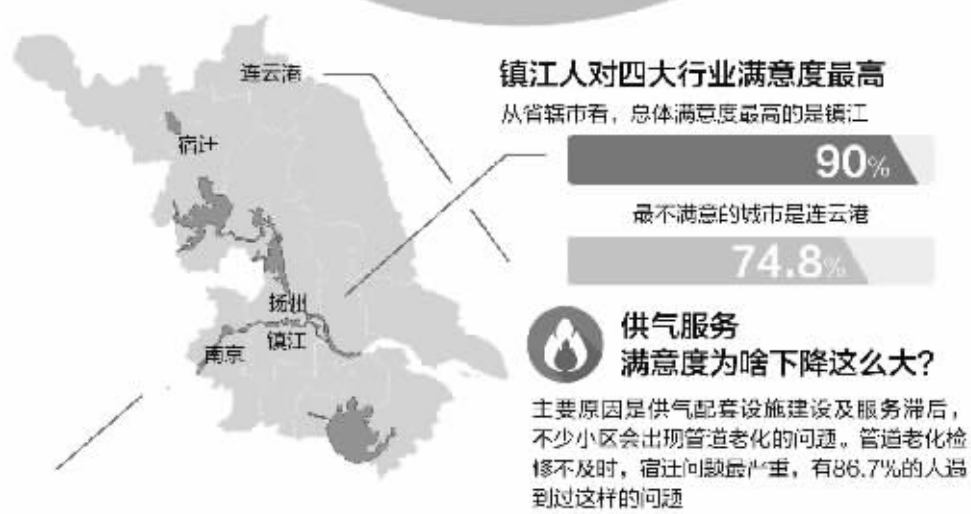 连云港
宿迁
扬州
镇江
南京
镇江人对四大行业满意度最高
从省辖市看，总体满意度最高的是镇江
90%
最不满意的城市是连云港
74.8%
供气服务
满意度为啥下降这么大？
主要原因是供气配套设施建设及服务滞后，
不少小区会出现管道老化的问题。管道老化检
修不及时，宿迁问题最严重，有86.7%的人遇
到过这样的问题